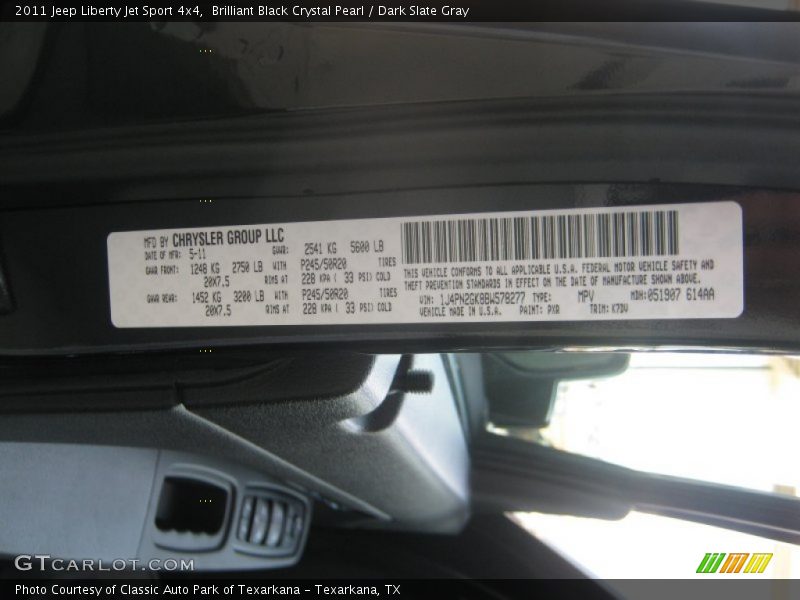 2011 Jeep Liberty Jet Sport 4x4,  Brilliant Black Crystal Pearl / Dark Slate Gray
MFD BY CHRYSLER GROUP LLC
DATE OF MFR: 5-11 GVWR: 2541 KG 5600 LB
GAWR FRONT: 1248 KG 2750 LB WITH P245/50R20 TIRES
20X7.5 RIMS AT 228 KPA ( 33 PSI) COLD
GAWR REAR: 1452 KG 3200 LB WITH P245/50R20 TIRES
20X7.5 RIMS AT 228 KPA ( 33 PSI) COLD
THIS VEHICLE CONFORMS TO ALL APPLICABLE U.S.A. FEDERAL MOTOR VEHICLE SAFETY AND
THEFT PREVENTION STANDARDS IN EFFECT ON THE DATE OF MANUFACTURE SHOWN ABOVE.
VIN: 1J4PN2GK8BW578277 TYPE: MPV MDH: 051907 614AA
VEHICLE MADE IN U.S.A. PAINT: PXR TRIM: K7DV
GTCARLOT.COM
Photo Courtesy of Classic Auto Park of Texarkana - Texarkana, TX